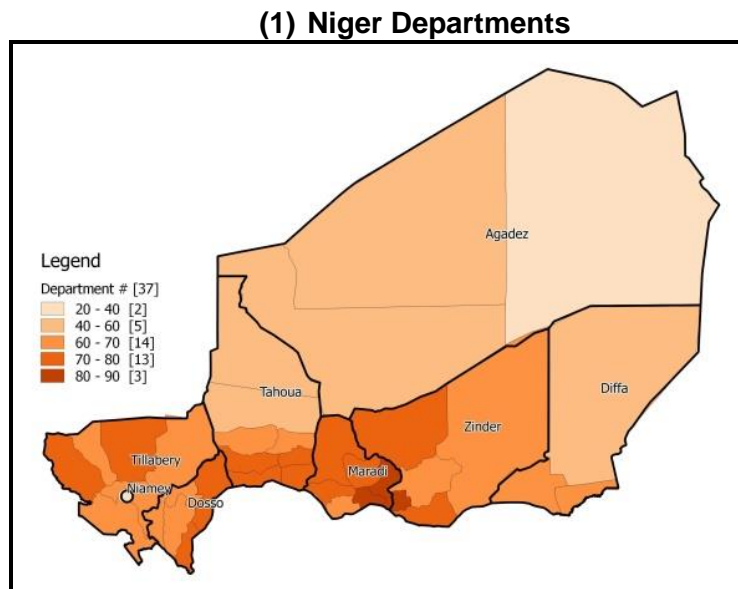 (1) Niger Departments
Agadez
Legend
Department # [37]
20 - 40 [2]
40 - 60 [5]
60 - 70 [14]
70 - 80 [13]
80 - 90 [3]
Diffa
Tahoua
Zinder
Tillabery
Maradi
Niamey
Dosso